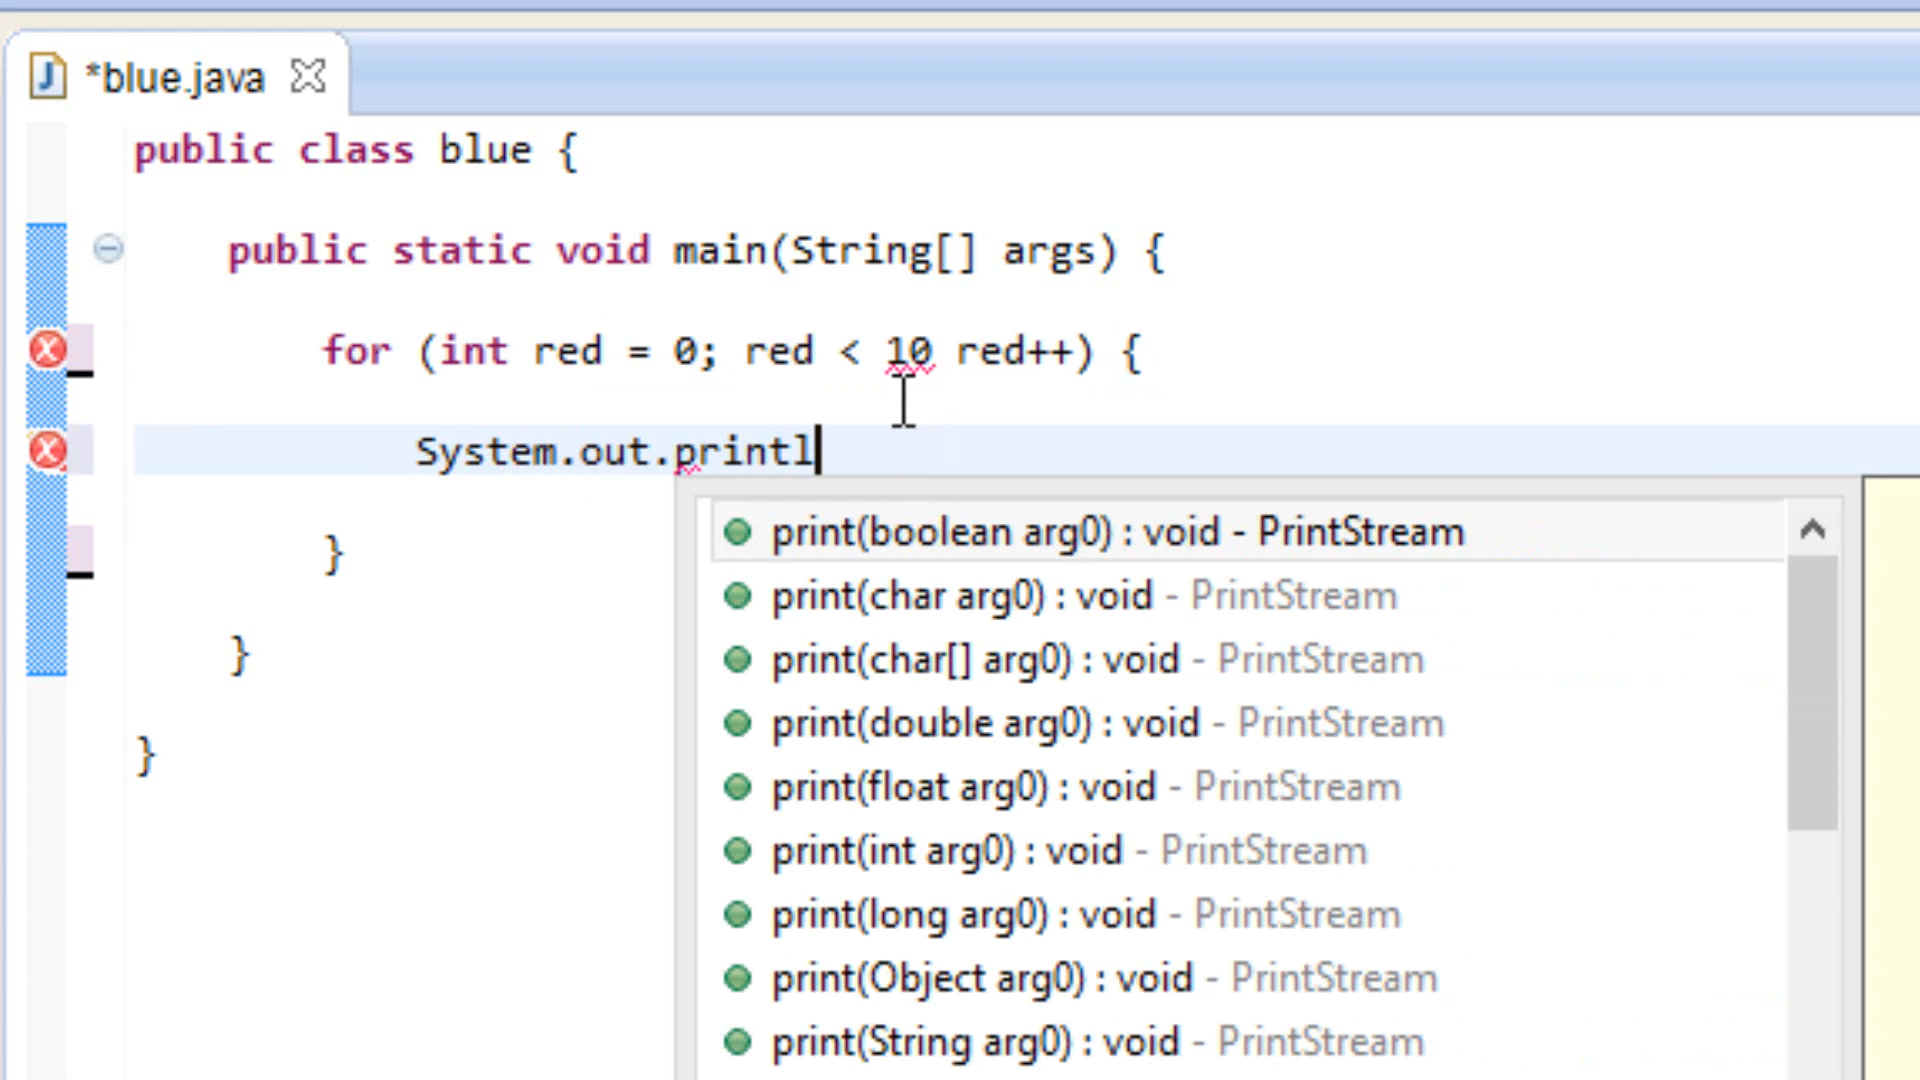 *blue.java
public class blue {
public static void main(String[] args) {
for (int red = 0; red < 10 red++) {
System.out.printl
}
}
}
print(boolean arg0) : void - PrintStream
print(char arg0) : void - PrintStream
print(char[] arg0) : void - PrintStream
print(double arg0) : void - PrintStream
print(float arg0) : void - PrintStream
print(int arg0) : void - PrintStream
print(long arg0) : void - PrintStream
print(Object arg0) : void - PrintStream
print(String arg0) : void - PrintStream